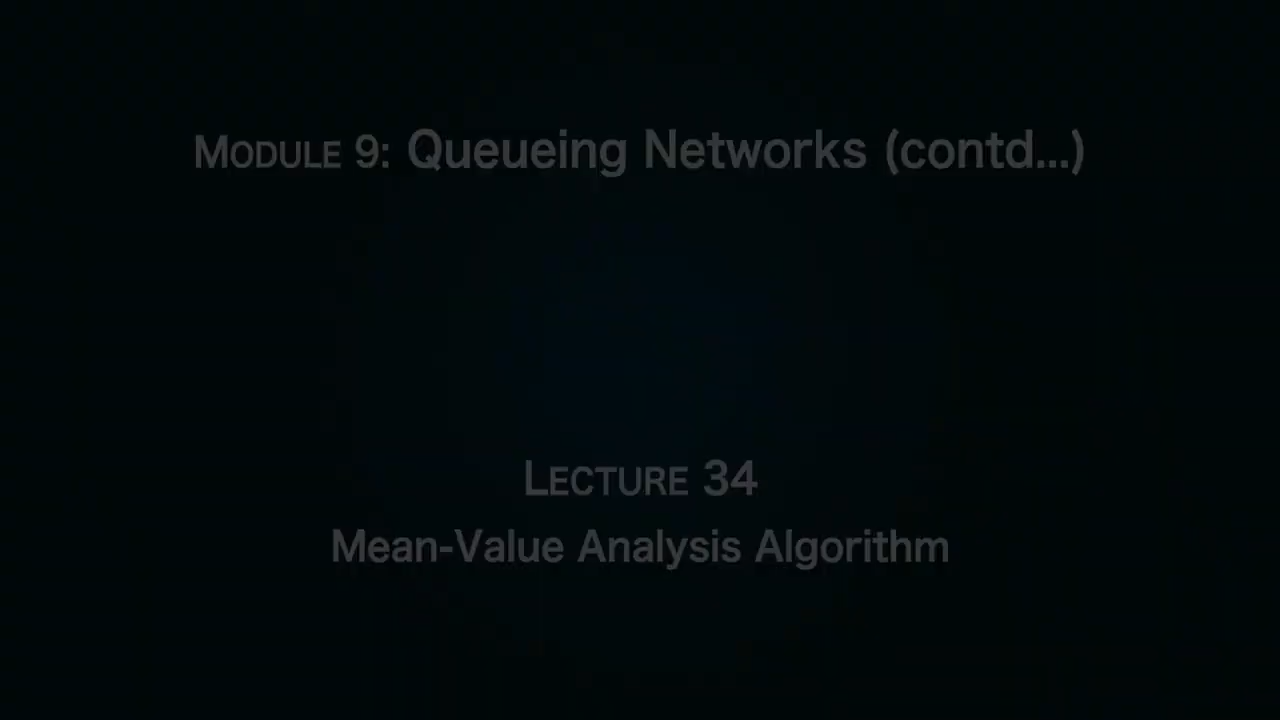 MODULE 9: Queueing Networks (contd...)
LECTURE 34
Mean-Value Analysis Algorithm